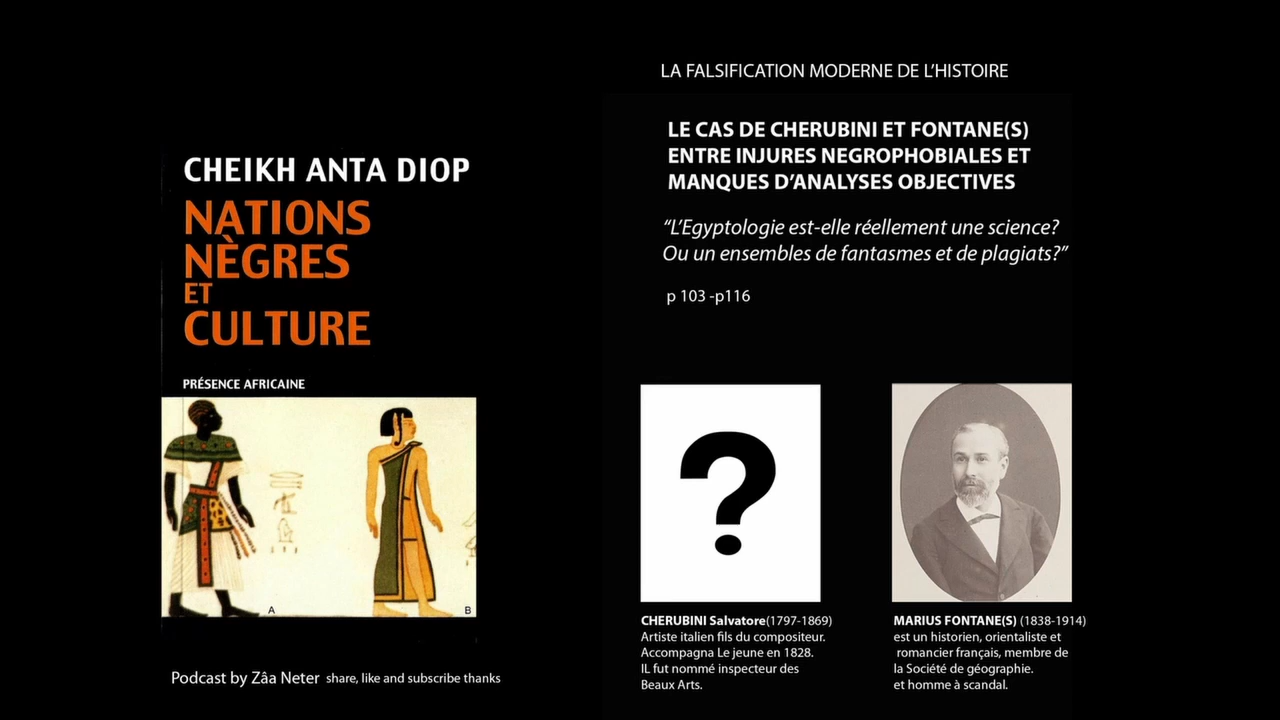 LA FALSIFICATION MODERNE DE L'HISTOIRE
LE CAS DE CHERUBINI ET FONTANE(S)
ENTRE INJURES NEGROPHOBIALES ET
MANQUES D'ANALYSES OBJECTIVES
“L'Egyptologie est-elle réellement une science?
Ou un ensembles de fantasmes et de plagiats?”
p 103 -p116
CHEIKH ANTA DIOP
NATIONS
NÈGRES
ET
CULTURE
PRÉSENCE AFRICAINE
A
B
Podcast by Zâa Neter share, like and subscribe thanks
CHERUBINI Salvatore(1797-1869)
Artiste italien fils du compositeur.
Accompagna Le jeune en 1828.
IL fut nommé inspecteur des
Beaux Arts.
MARIUS FONTANE(S) (1838-1914)
est un historien, orientaliste et
romancier français, membre de
la Société de géographie.
et homme à scandal.